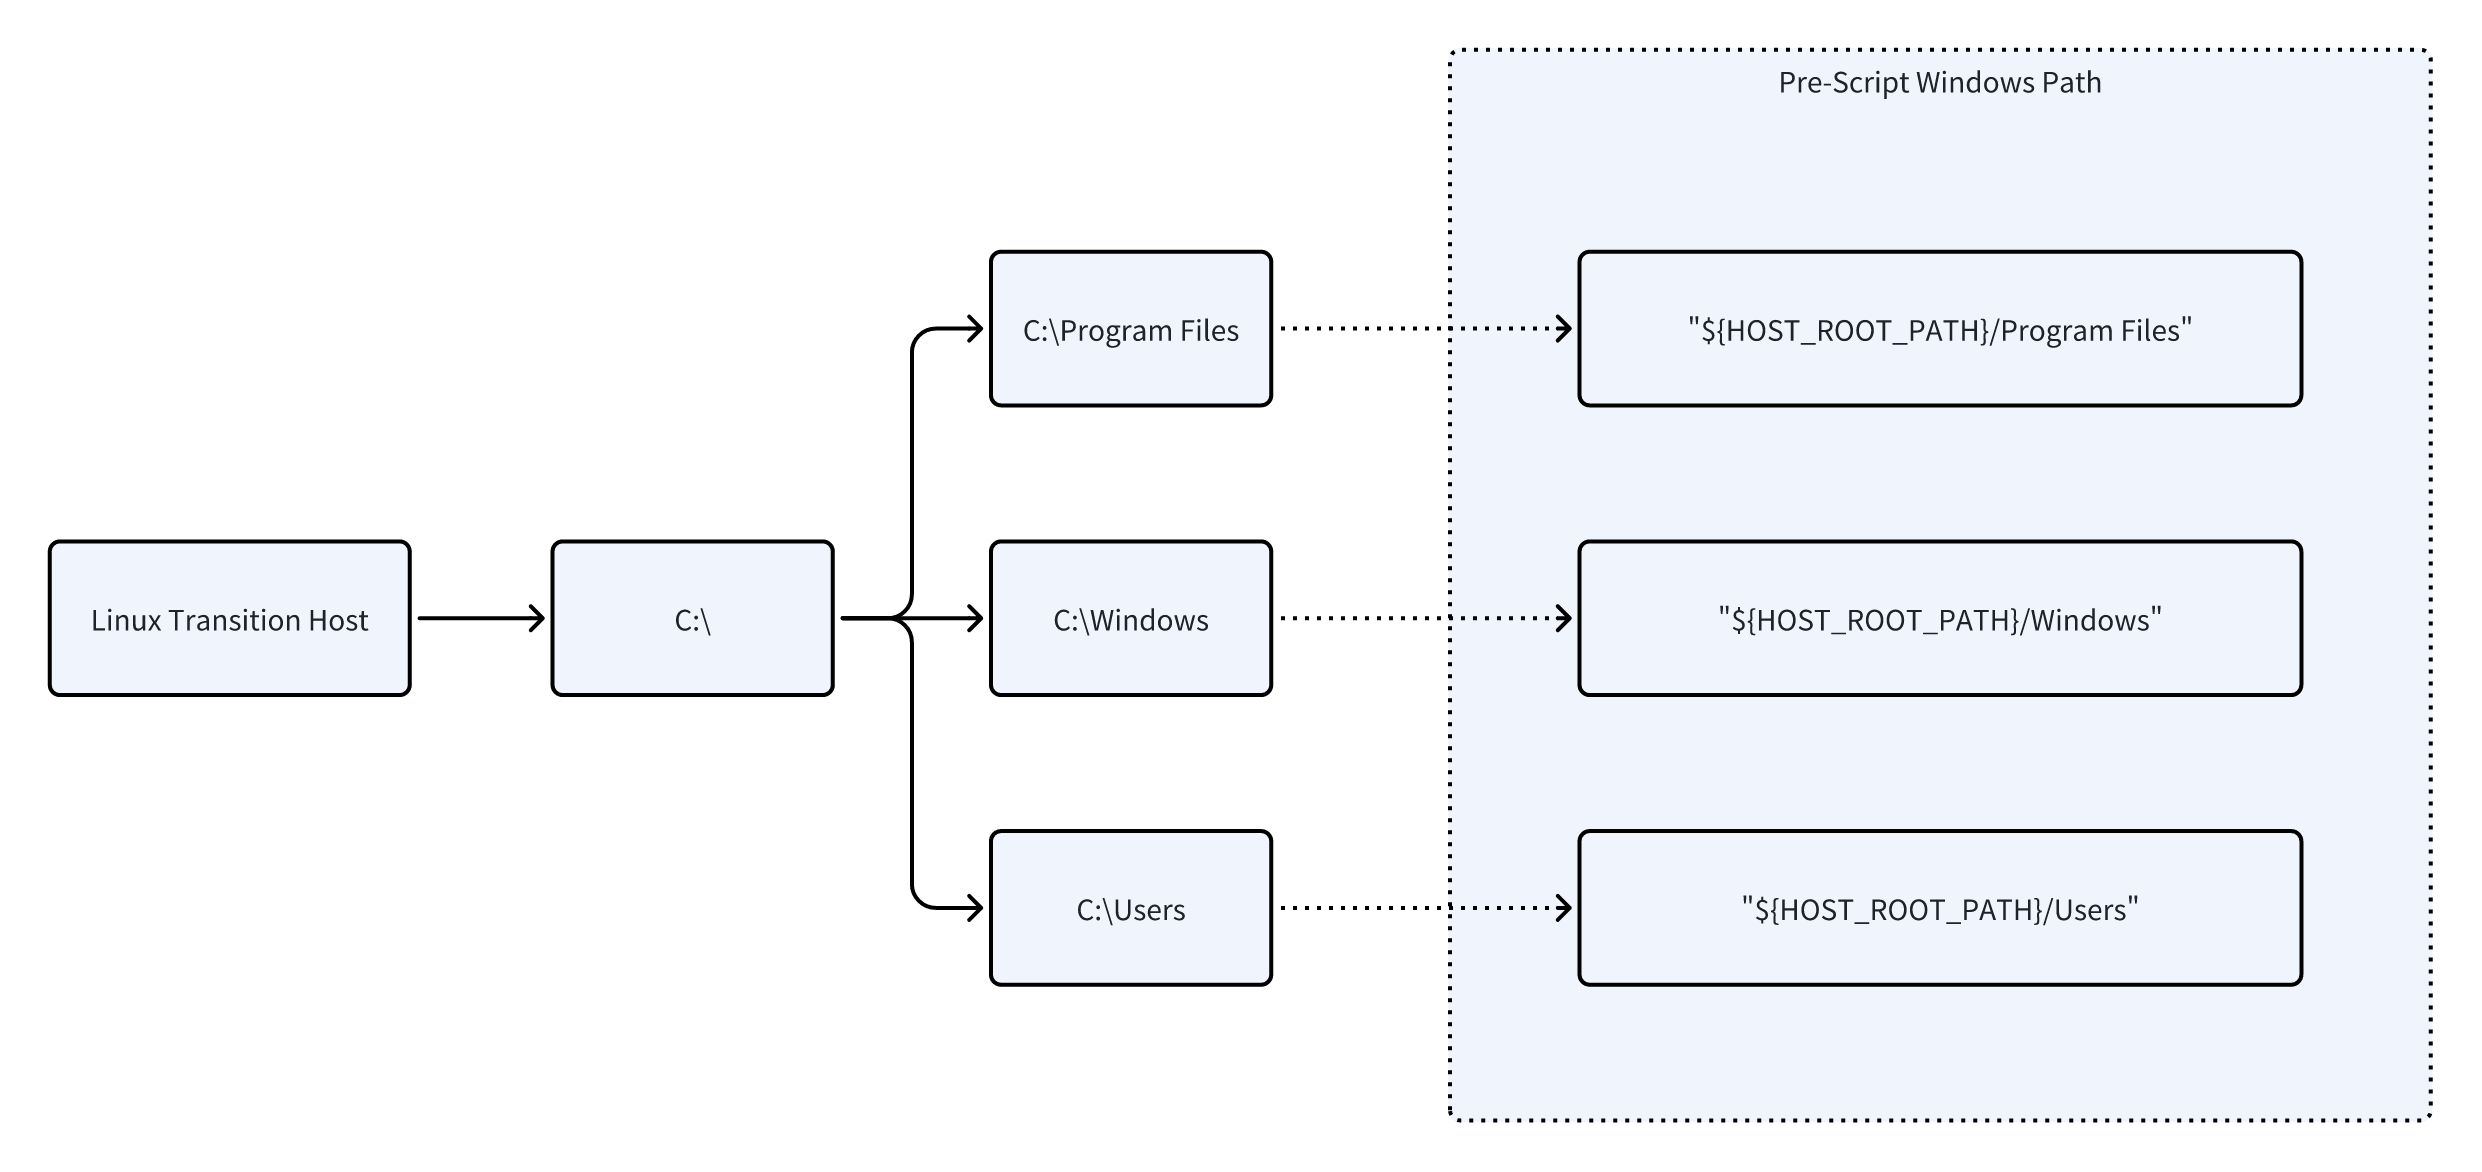 Pre-Script Windows Path
C:\Program Files
"${HOST_ROOT_PATH}/Program Files"
Linux Transition Host
C:\
C:\Windows
"${HOST_ROOT_PATH}/Windows"
C:\Users
"${HOST_ROOT_PATH}/Users"